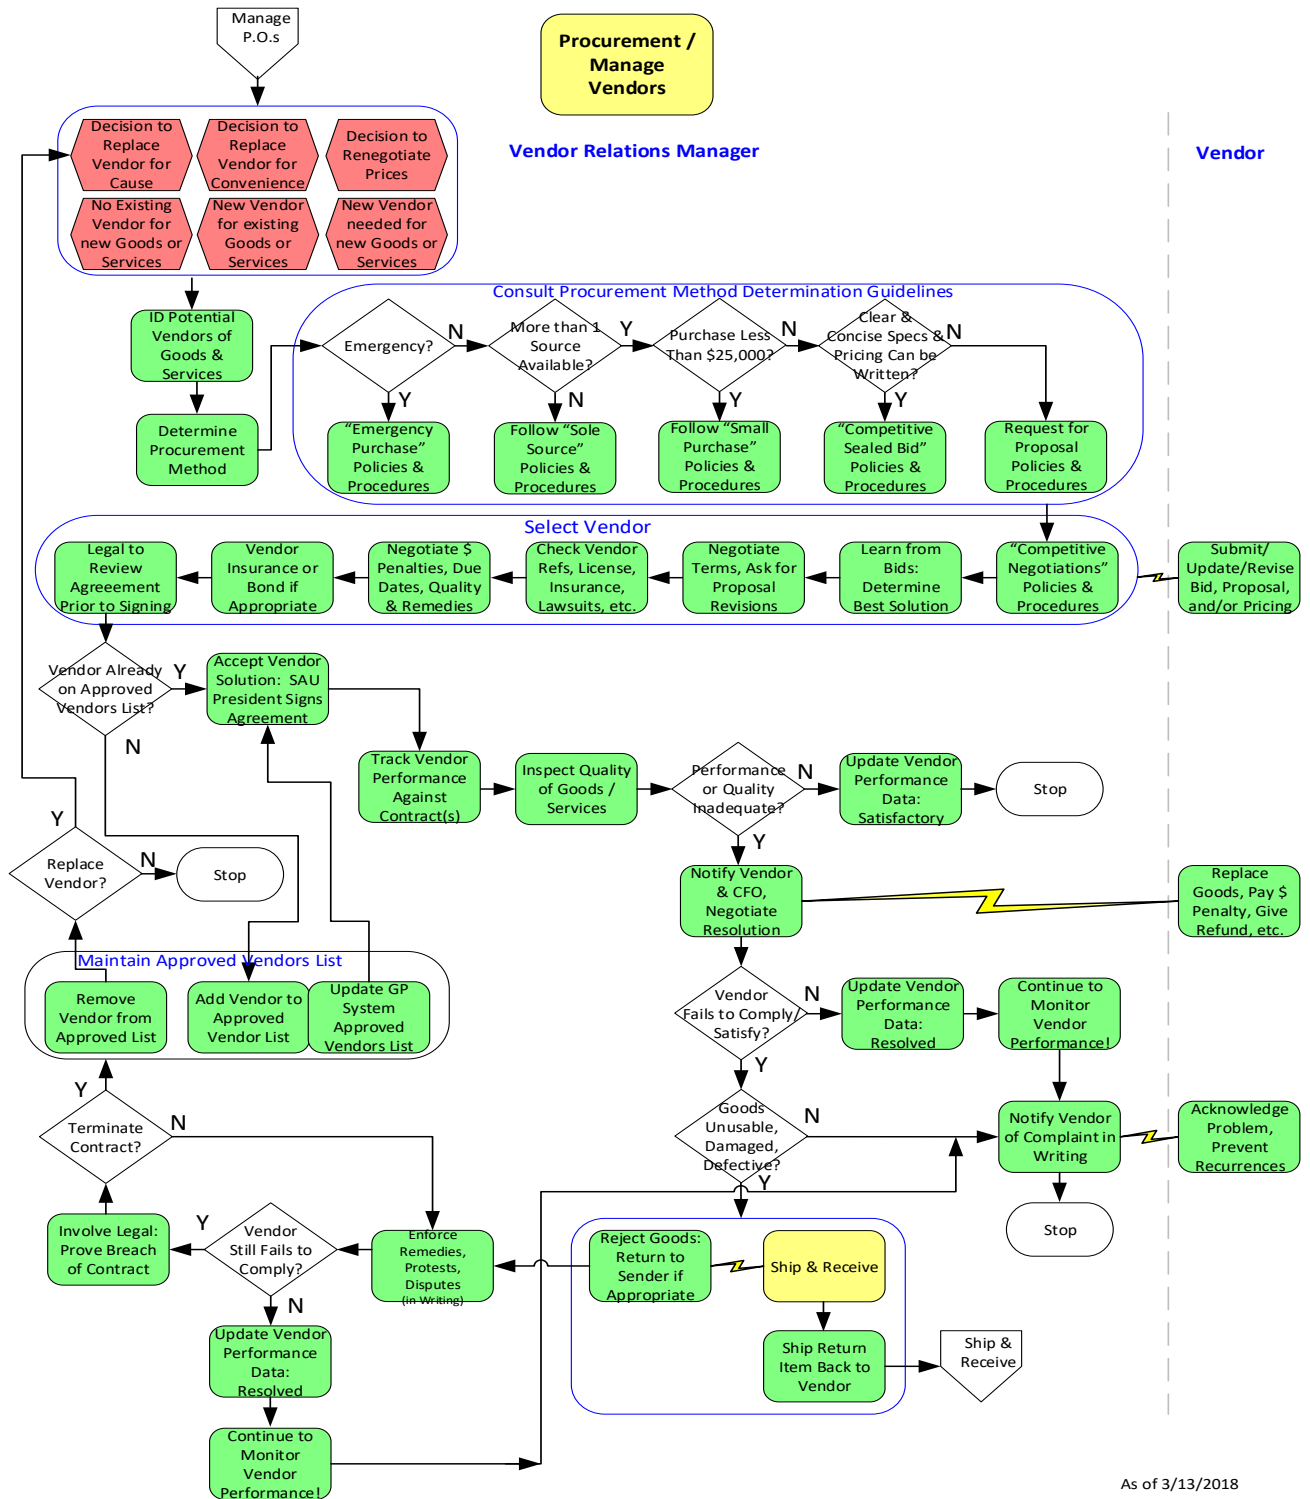 Manage
P.O.s
Procurement /
Manage
Vendors
Vendor Relations Manager
Vendor
Decision to
Replace
Vendor for
Cause
Decision to
Replace
Vendor for
Convenience
Decision to
Renegotiate
Prices
No Existing
Vendor for
new Goods or
Services
New Vendor
for existing
Goods or
Services
New Vendor
needed for
new Goods or
Services
Consult Procurement Method Determination Guidelines
ID Potential
Vendors of
Goods &
Services
Determine
Procurement
Method
Emergency?
N
Y
More than 1
Source
Available?
Y
N
Purchase Less
Than $25,000?
N
Y
Clear &
Concise Specs &
Pricing Can be
Written?
N
Y
“Emergency
Purchase”
Policies &
Procedures
Follow “Sole
Source”
Policies &
Procedures
Follow “Small
Purchase”
Policies &
Procedures
“Competitive
Sealed Bid”
Policies &
Procedures
Request for
Proposal
Policies &
Procedures
Select Vendor
Legal to
Review
Agreeement
Prior to Signing
Vendor
Insurance or
Bond if
Appropriate
Negotiate $
Penalties, Due
Dates, Quality
& Remedies
Check Vendor
Refs, License,
Insurance,
Lawsuits, etc.
Negotiate
Terms, Ask for
Proposal
Revisions
Learn from
Bids:
Determine
Best Solution
“Competitive
Negotiations”
Policies &
Procedures
Submit/
Update/Revise
Bid, Proposal,
and/or Pricing
Vendor Already
on Approved
Vendors List?
Y
N
Accept Vendor
Solution:  SAU
President Signs
Agreement
Track Vendor
Performance
Against
Contract(s)
Inspect Quality
of Goods /
Services
Performance
or Quality
Inadequate?
N
Y
Update Vendor
Performance
Data:
Satisfactory
Stop
Y
Replace
Vendor?
N
Stop
Notify Vendor
& CFO,
Negotiate
Resolution
Replace
Goods, Pay $
Penalty, Give
Refund, etc.
Maintain Approved Vendors List
Remove
Vendor from
Approved List
Add Vendor to
Approved
Vendor List
Update GP
System
Approved
Vendors List
Vendor
Fails to Comply/
Satisfy?
N
Y
Update Vendor
Performance
Data:
Resolved
Continue to
Monitor
Vendor
Performance!
Y
Terminate
Contract?
N
Goods
Unusable,
Damaged,
Defective?
N
Y
Notify Vendor
of Complaint in
Writing
Acknowledge
Problem,
Prevent
Recurrences
Stop
Involve Legal:
Prove Breach
of Contract
Y
Vendor
Still Fails to
Comply?
N
Enforce
Remedies,
Protests,
Disputes
(in Writing)
Reject Goods:
Return to
Sender if
Appropriate
Ship & Receive
Update Vendor
Performance
Data:
Resolved
Ship Return
Item Back to
Vendor
Ship &
Receive
Continue to
Monitor
Vendor
Performance!
As of 3/13/2018